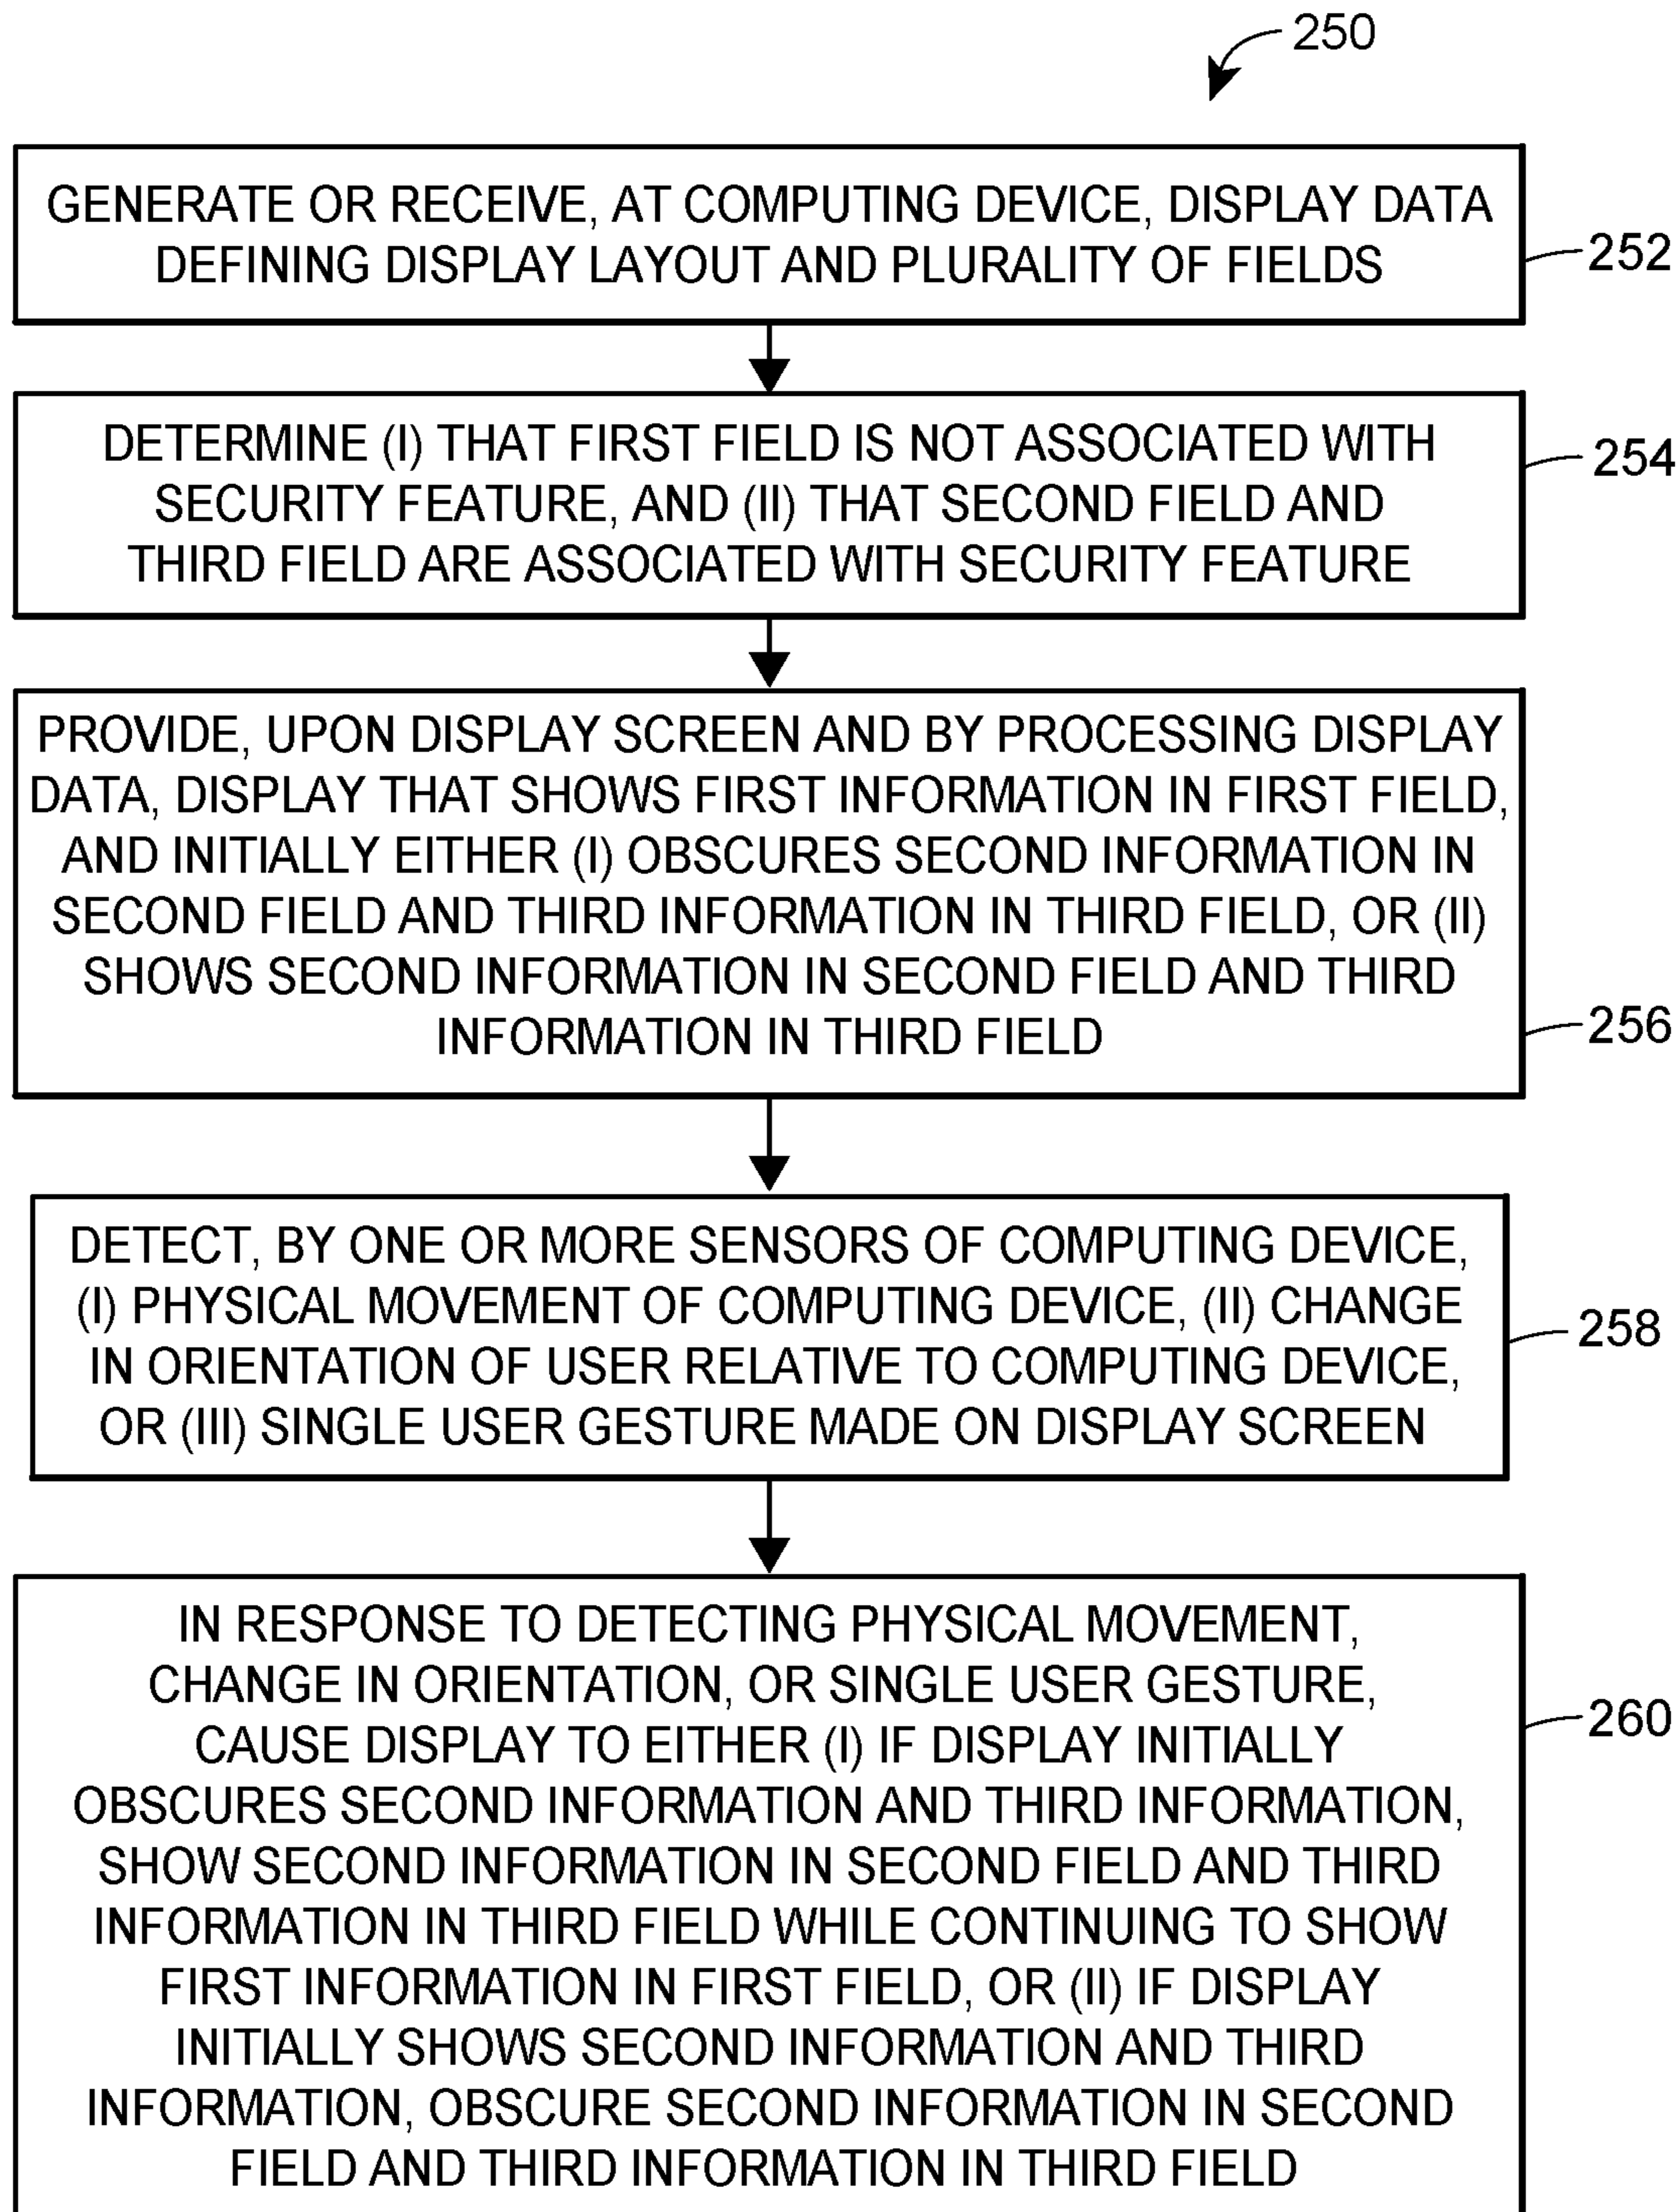 250
GENERATE OR RECEIVE, AT COMPUTING DEVICE, DISPLAY DATA
DEFINING DISPLAY LAYOUT AND PLURALITY OF FIELDS
252
DETERMINE (I) THAT FIRST FIELD IS NOT ASSOCIATED WITH
SECURITY FEATURE, AND (II) THAT SECOND FIELD AND
THIRD FIELD ARE ASSOCIATED WITH SECURITY FEATURE
254
PROVIDE, UPON DISPLAY SCREEN AND BY PROCESSING DISPLAY
DATA, DISPLAY THAT SHOWS FIRST INFORMATION IN FIRST FIELD,
AND INITIALLY EITHER (I) OBSCURES SECOND INFORMATION IN
SECOND FIELD AND THIRD INFORMATION IN THIRD FIELD, OR (II)
SHOWS SECOND INFORMATION IN SECOND FIELD AND THIRD
INFORMATION IN THIRD FIELD
256
DETECT, BY ONE OR MORE SENSORS OF COMPUTING DEVICE,
(I) PHYSICAL MOVEMENT OF COMPUTING DEVICE, (II) CHANGE
IN ORIENTATION OF USER RELATIVE TO COMPUTING DEVICE,
OR (III) SINGLE USER GESTURE MADE ON DISPLAY SCREEN
258
IN RESPONSE TO DETECTING PHYSICAL MOVEMENT,
CHANGE IN ORIENTATION, OR SINGLE USER GESTURE,
CAUSE DISPLAY TO EITHER (I) IF DISPLAY INITIALLY
OBSCURES SECOND INFORMATION AND THIRD INFORMATION,
SHOW SECOND INFORMATION IN SECOND FIELD AND THIRD
INFORMATION IN THIRD FIELD WHILE CONTINUING TO SHOW
FIRST INFORMATION IN FIRST FIELD, OR (II) IF DISPLAY
INITIALLY SHOWS SECOND INFORMATION AND THIRD
INFORMATION, OBSCURE SECOND INFORMATION IN SECOND
FIELD AND THIRD INFORMATION IN THIRD FIELD
260